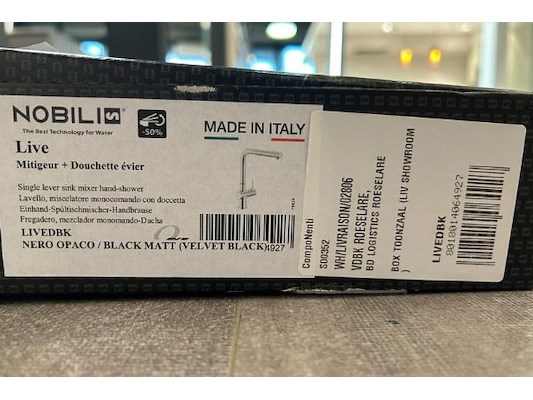 NOBILI
The Best Technology for Water
-50%
MADE IN ITALY
Live
Mitigeur + Douchette évier
Single lever sink mixer hand-shower
Lavello, miscelatore monocomando con doccetta
Einhand-Spültischmischer-Handbrause
Fregadero, mezclador monomando-Dacha
LIVEDBK
NERO OPACO / BLACK MATT (VELVET BLACK)
4927
CompoNenti
S00352
WH/LIVRAISON/02806
VDBK ROESELARE,
BD LOGISTICS ROESELARE
BOX TOONZAAL (LIV SHOWROOM
)
LIVEDBK
8018014064927